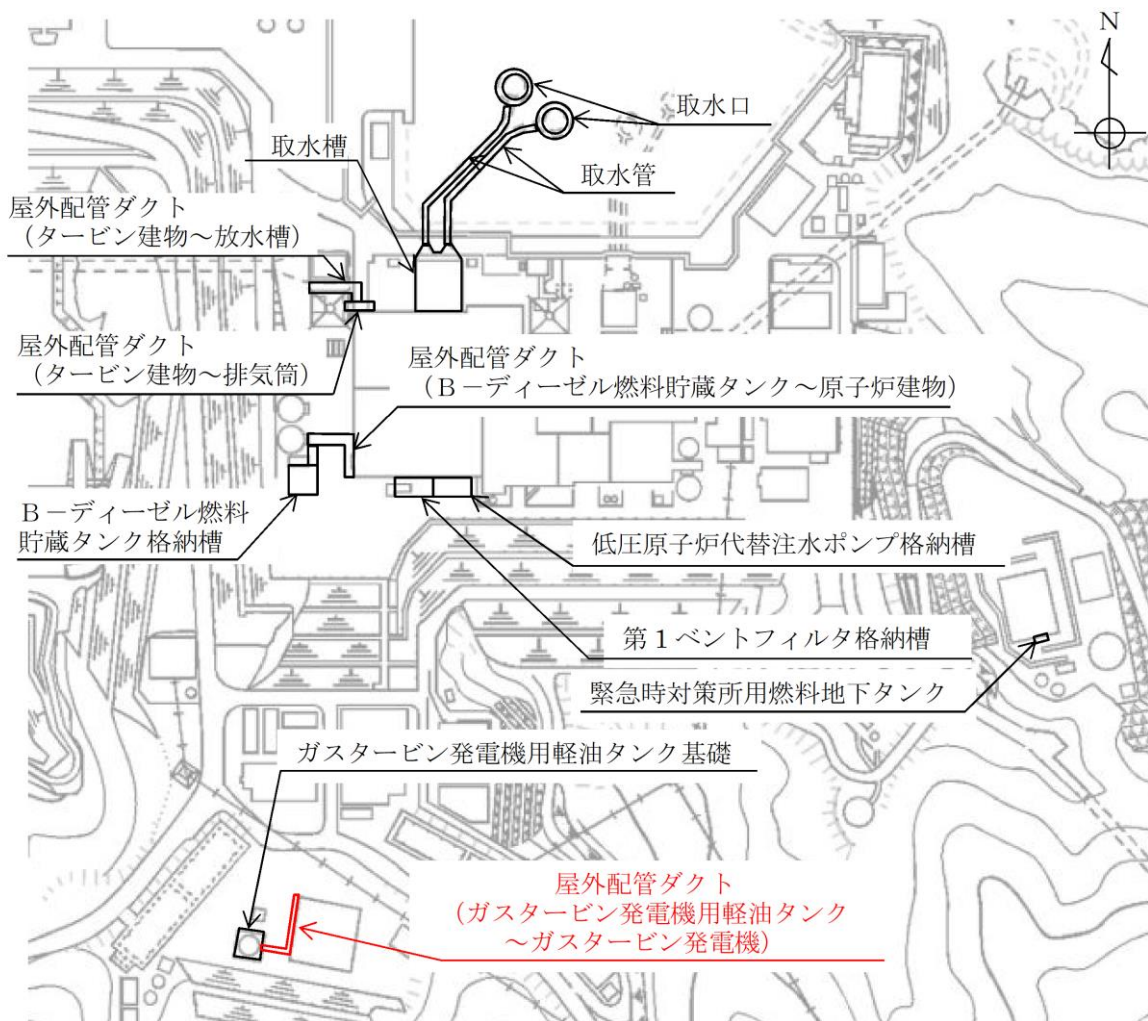 N
取水口
取水槽
取水管
屋外配管ダクト
（タービン建物～放水槽）
屋外配管ダクト
（タービン建物～排気筒）
屋外配管ダクト
（Ｂ－ディーゼル燃料貯蔵タンク～原子炉建物）
Ｂ－ディーゼル燃料
貯蔵タンク格納槽
低圧原子炉代替注水ポンプ格納槽
第１ベントフィルタ格納槽
緊急時対策所用燃料地下タンク
ガスタービン発電機用軽油タンク基礎
屋外配管ダクト
（ガスタービン発電機用軽油タンク
～ガスタービン発電機）